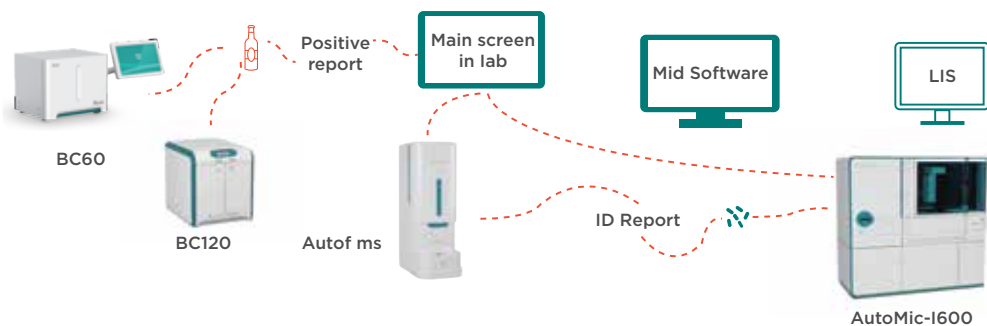 Positive
report
Main screen
in lab
Mid Software
LIS
BC60
BC120
Autof ms
ID Report
AutoMic-I600